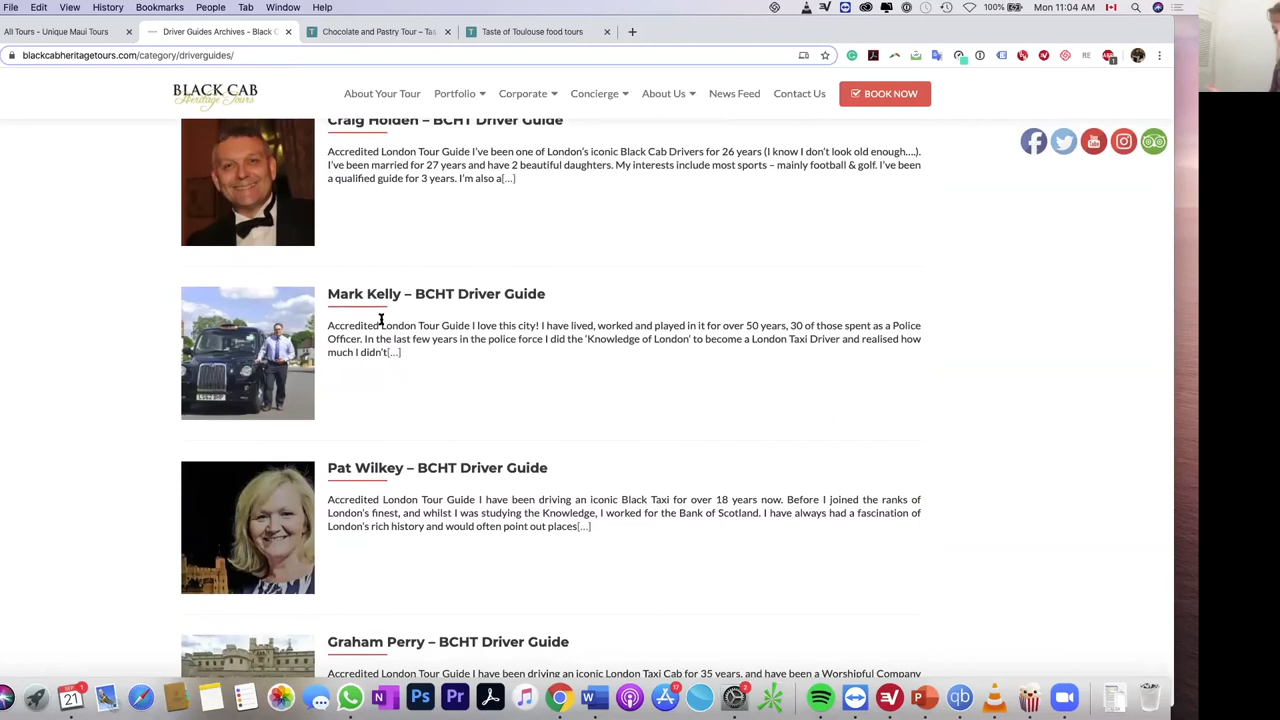 File Edit View History Bookmarks People Tab Window Help 100% Mon 11:04 AM
All Tours - Unique Maui Tours Driver Guides Archives - Black C Chocolate and Pastry Tour – Tas Taste of Toulouse food tours
blackcabheritagetours.com/category/driverguides/
BLACK CAB
Heritage Tours
About Your Tour Portfolio Corporate Concierge About Us News Feed Contact Us BOOK NOW
Craig Holden – BCHT Driver Guide
Accredited London Tour Guide I've been one of London's iconic Black Cab Drivers for 26 years (I know I don't look old enough….).
I've been married for 27 years and have 2 beautiful daughters. My interests include most sports – mainly football & golf. I've been
a qualified guide for 3 years. I'm also a[…]
Mark Kelly – BCHT Driver Guide
Accredited London Tour Guide I love this city! I have lived, worked and played in it for over 50 years, 30 of those spent as a Police
Officer. In the last few years in the police force I did the 'Knowledge of London' to become a London Taxi Driver and realised how
much I didn't[…]
Pat Wilkey – BCHT Driver Guide
Accredited London Tour Guide I have been driving an iconic Black Taxi for over 18 years now. Before I joined the ranks of
London's finest, and whilst I was studying the Knowledge, I worked for the Bank of Scotland. I have always had a fascination of
London's rich history and would often point out places[…]
Graham Perry – BCHT Driver Guide
Accredited London Tour Guide I have been driving an iconic London Taxi Cab for 35 years, and have been a Worshipful Company